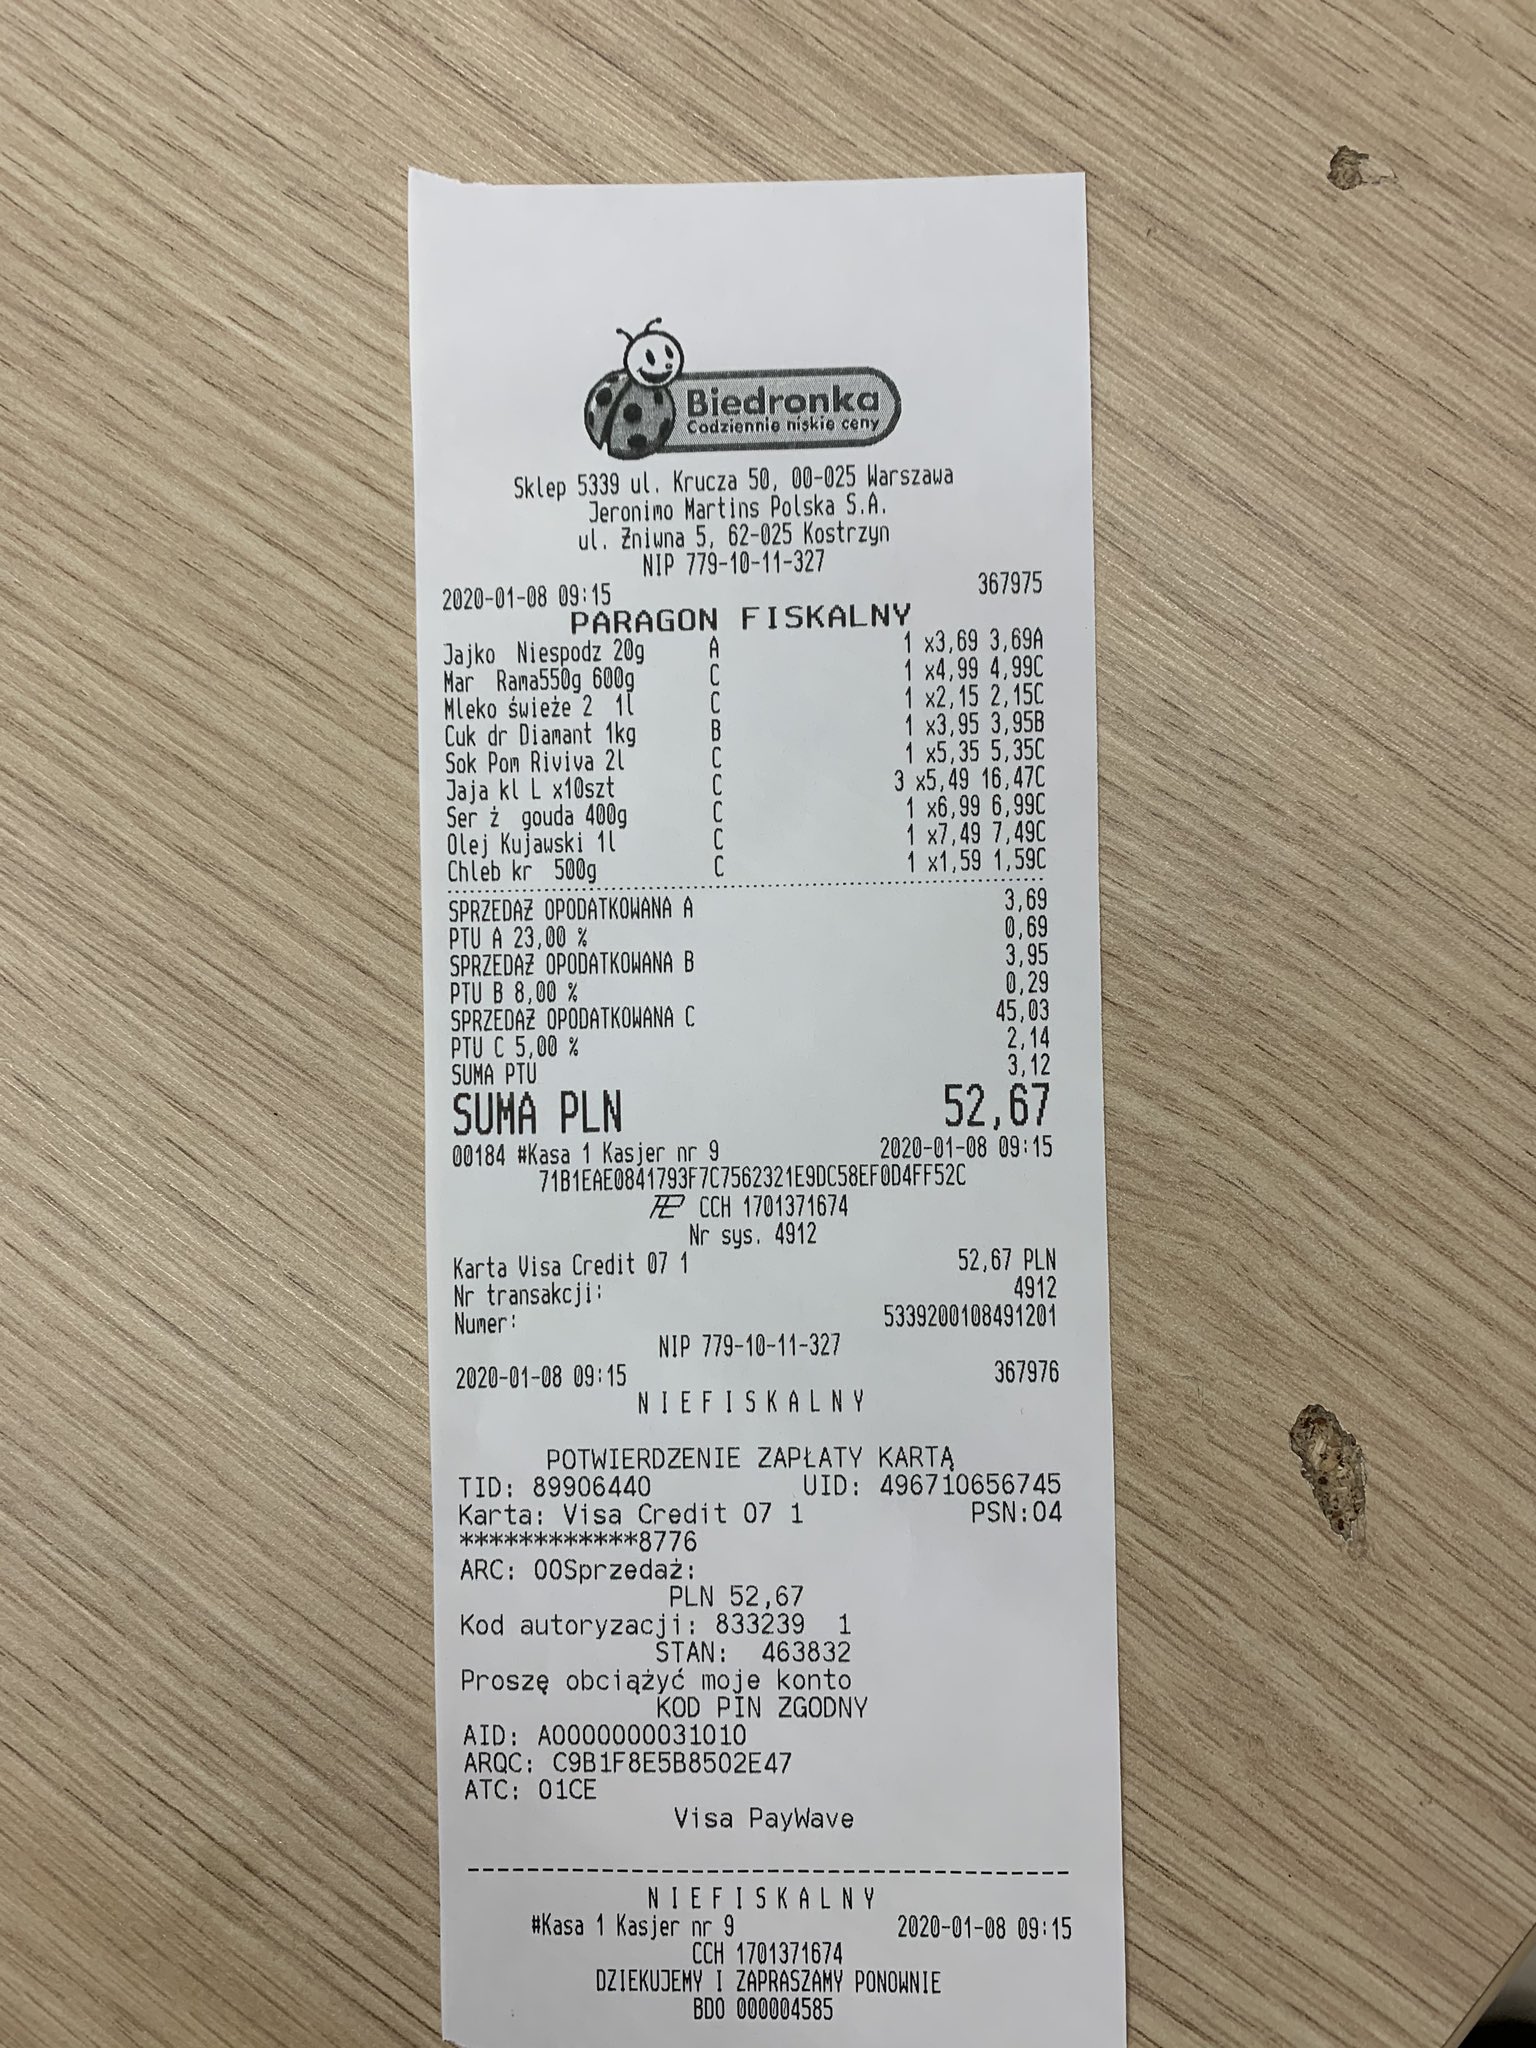 Biedronka
Codziennie niskie ceny
Sklep 5339 ul. Krucza 50, 00-025 Warszawa
Jeronimo Martins Polska S.A.
ul. Żniwna 5, 62-025 Kostrzyn
NIP 779-10-11-327
2020-01-08 09:15 367975
PARAGON FISKALNY
Jajko Niespodz 20g A 1 x3,69 3,69A
Mar Rama550g 600g C 1 x4,99 4,99C
Mleko świeże 2 1l C 1 x2,15 2,15C
Cuk dr Diamant 1kg B 1 x3,95 3,95B
Sok Pom Riviva 2l C 1 x5,35 5,35C
Jaja kl L x10szt C 3 x5,49 16,47C
Ser ż gouda 400g C 1 x6,99 6,99C
Olej Kujawski 1l C 1 x7,49 7,49C
Chleb kr 500g C 1 x1,59 1,59C
SPRZEDAŻ OPODATKOWANA A 3,69
PTU A 23,00 % 0,69
SPRZEDAŻ OPODATKOWANA B 3,95
PTU B 8,00 % 0,29
SPRZEDAŻ OPODATKOWANA C 45,03
PTU C 5,00 % 2,14
SUMA PTU 3,12
SUMA PLN 52,67
00184 #Kasa 1 Kasjer nr 9 2020-01-08 09:15
71B1EAE0841793F7C7562321E9DC58EF0D4FF52C
CCH 1701371674
Nr sys. 4912
Karta Visa Credit 07 1 52,67 PLN
Nr transakcji: 4912
Numer: 5339200108491201
NIP 779-10-11-327
2020-01-08 09:15 367976
NIEFISKALNY
POTWIERDZENIE ZAPŁATY KARTĄ
TID: 89906440 UID: 496710656745
Karta: Visa Credit 07 1 PSN:04
************8776
ARC: 00Sprzedaż:
PLN 52,67
Kod autoryzacji: 833239 1
STAN: 463832
Proszę obciążyć moje konto
KOD PIN ZGODNY
AID: A0000000031010
ARQC: C9B1F8E5B8502E47
ATC: 01CE
Visa PayWave
NIEFISKALNY
#Kasa 1 Kasjer nr 9 2020-01-08 09:15
CCH 1701371674
DZIEKUJEMY I ZAPRASZAMY PONOWNIE
BDO 000004585